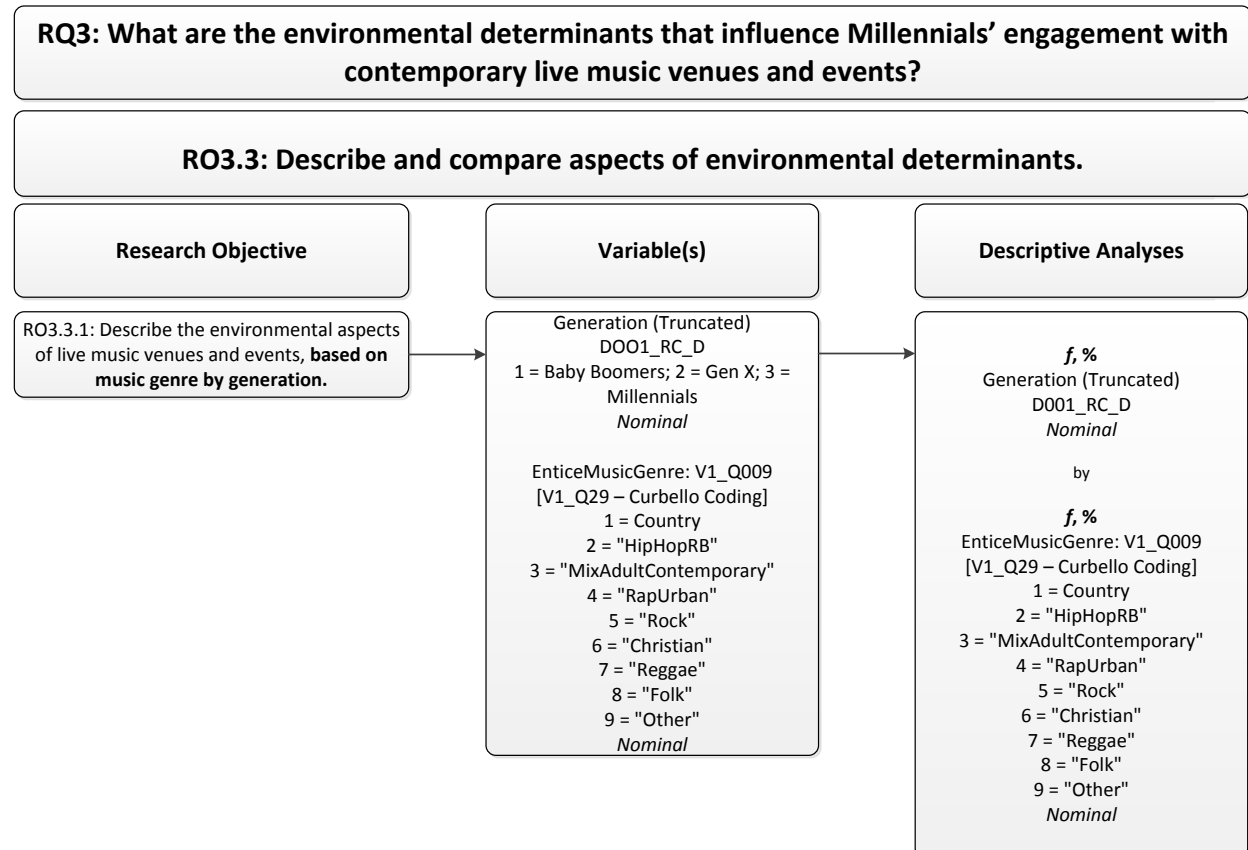 RQ3: What are the environmental determinants that influence Millennials’ engagement with
contemporary live music venues and events?
RO3.3: Describe and compare aspects of environmental determinants.
Research Objective
Variable(s)
Descriptive Analyses
RO3.3.1: Describe the environmental aspects
of live music venues and events, based on
music genre by generation.
Generation (Truncated)
DOO1_RC_D
1 = Baby Boomers; 2 = Gen X; 3 =
Millennials
Nominal
EnticeMusicGenre: V1_Q009
[V1_Q29 – Curbello Coding]
1 = Country
2 = "HipHopRB"
3 = "MixAdultContemporary"
4 = "RapUrban"
5 = "Rock"
6 = "Christian"
7 = "Reggae"
8 = "Folk"
9 = "Other"
Nominal
f, %
Generation (Truncated)
D001_RC_D
Nominal
by
f, %
EnticeMusicGenre: V1_Q009
[V1_Q29 – Curbello Coding]
1 = Country
2 = "HipHopRB"
3 = "MixAdultContemporary"
4 = "RapUrban"
5 = "Rock"
6 = "Christian"
7 = "Reggae"
8 = "Folk"
9 = "Other"
Nominal